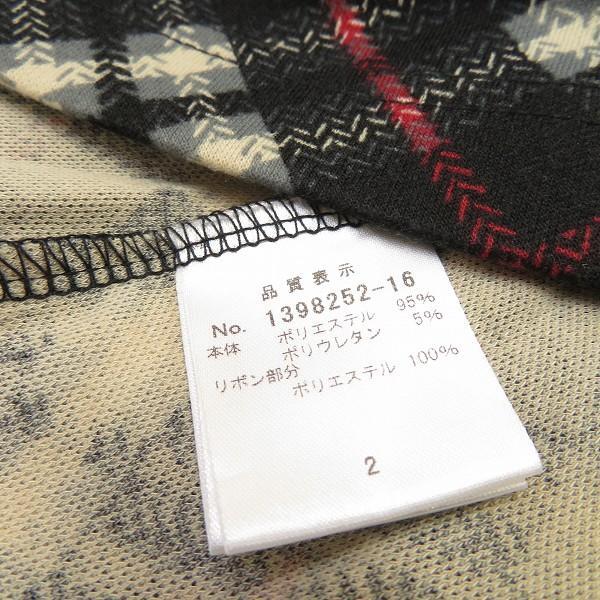 品質表示
No. 1398252-16
本体 ポリエステル 95%
ポリウレタン 5%
リボン部分
ポリエステル 100%
2